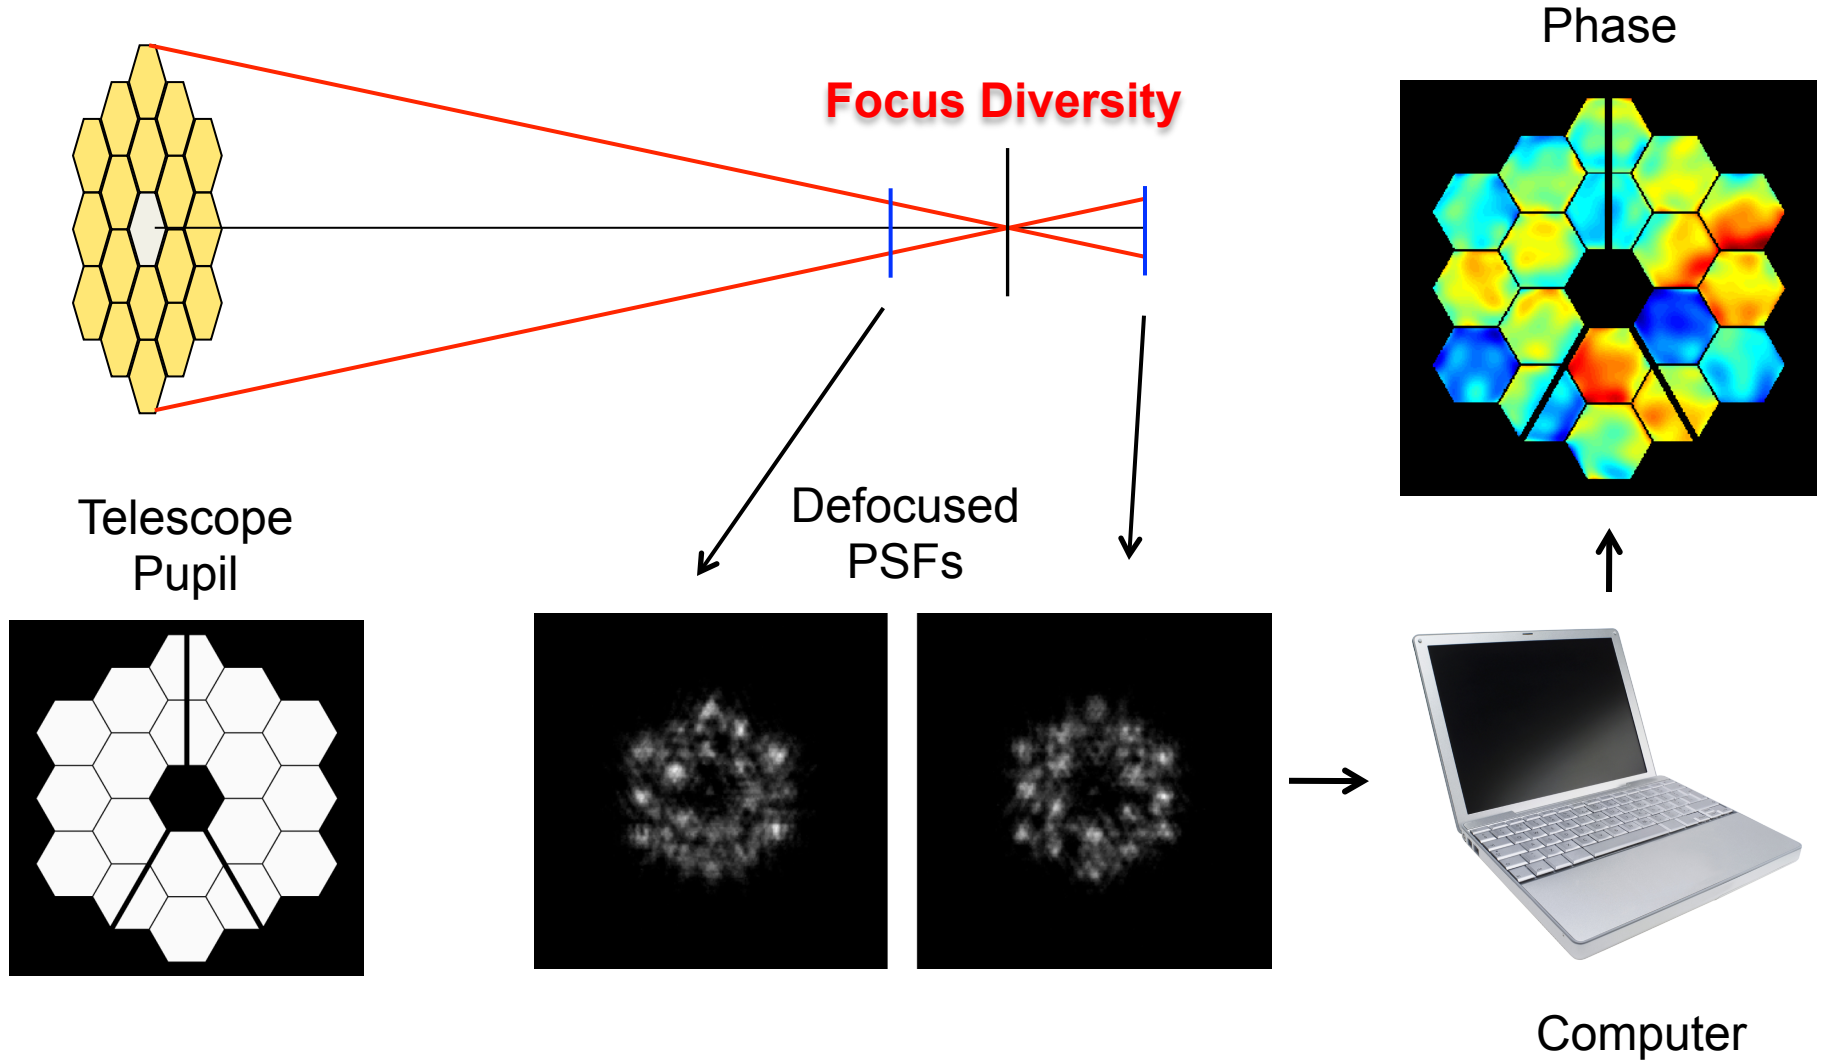 Phase
Focus Diversity
Telescope
Pupil
Defocused
PSFs
Computer